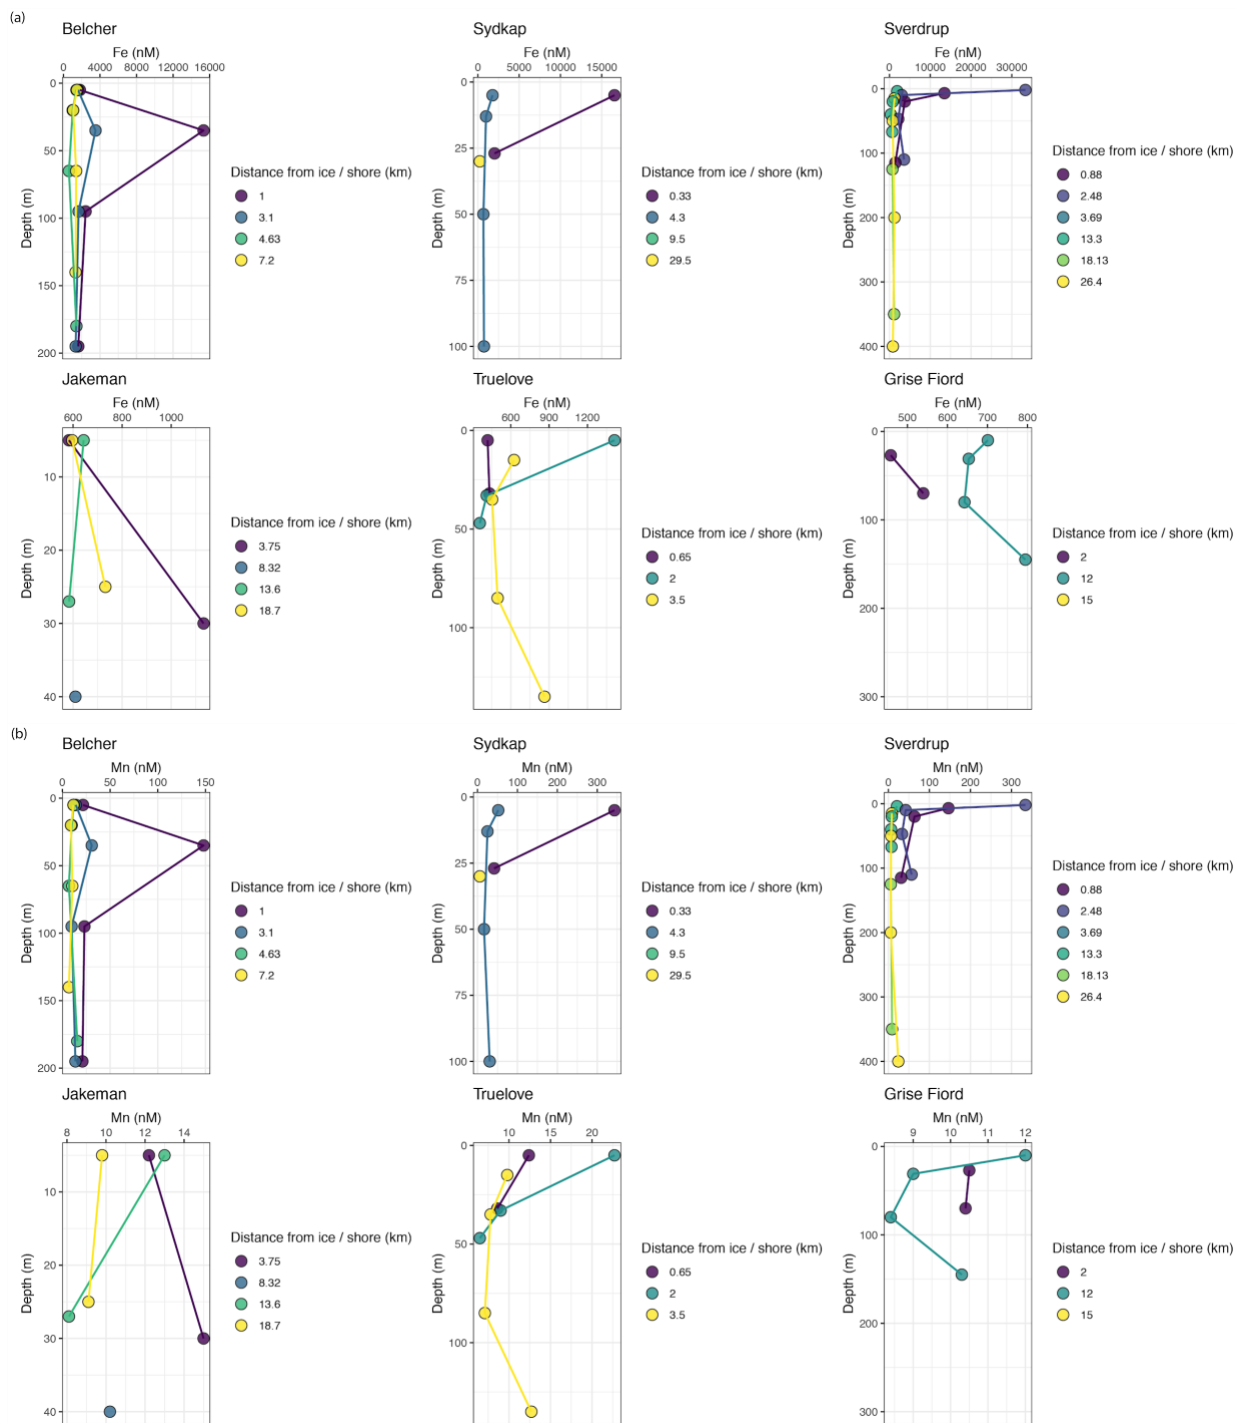 (a)
Belcher
Fe (nM)
0 4000 8000 12000 16000
0
50
100
150
200
Depth (m)
Distance from ice / shore (km)
1
3.1
4.63
7.2
Sydkap
Fe (nM)
0 5000 10000 15000
0
25
50
75
100
Depth (m)
Distance from ice / shore (km)
0.33
4.3
9.5
29.5
Sverdrup
Fe (nM)
0 10000 20000 30000
0
100
200
300
400
Depth (m)
Distance from ice / shore (km)
0.88
2.48
3.69
13.3
18.13
26.4
Jakeman
Fe (nM)
600 800 1000
10
20
30
40
Depth (m)
Distance from ice / shore (km)
3.75
8.32
13.6
18.7
Truelove
Fe (nM)
600 900 1200
0
50
100
Depth (m)
Distance from ice / shore (km)
0.65
2
3.5
Grise Fiord
Fe (nM)
500 600 700 800
0
100
200
300
Depth (m)
Distance from ice / shore (km)
2
12
15
(b)
Belcher
Mn (nM)
0 50 100 150
0
50
100
150
200
Depth (m)
Distance from ice / shore (km)
1
3.1
4.63
7.2
Sydkap
Mn (nM)
0 100 200 300
0
25
50
75
100
Depth (m)
Distance from ice / shore (km)
0.33
4.3
9.5
29.5
Sverdrup
Mn (nM)
0 100 200 300
0
100
200
300
400
Depth (m)
Distance from ice / shore (km)
0.88
2.48
3.69
13.3
18.13
26.4
Jakeman
Mn (nM)
8 10 12 14
10
20
30
40
Depth (m)
Distance from ice / shore (km)
3.75
8.32
13.6
18.7
Truelove
Mn (nM)
10 15 20
0
50
100
Depth (m)
Distance from ice / shore (km)
0.65
2
3.5
Grise Fiord
Mn (nM)
9 10 11 12
0
100
200
300
Depth (m)
Distance from ice / shore (km)
2
12
15